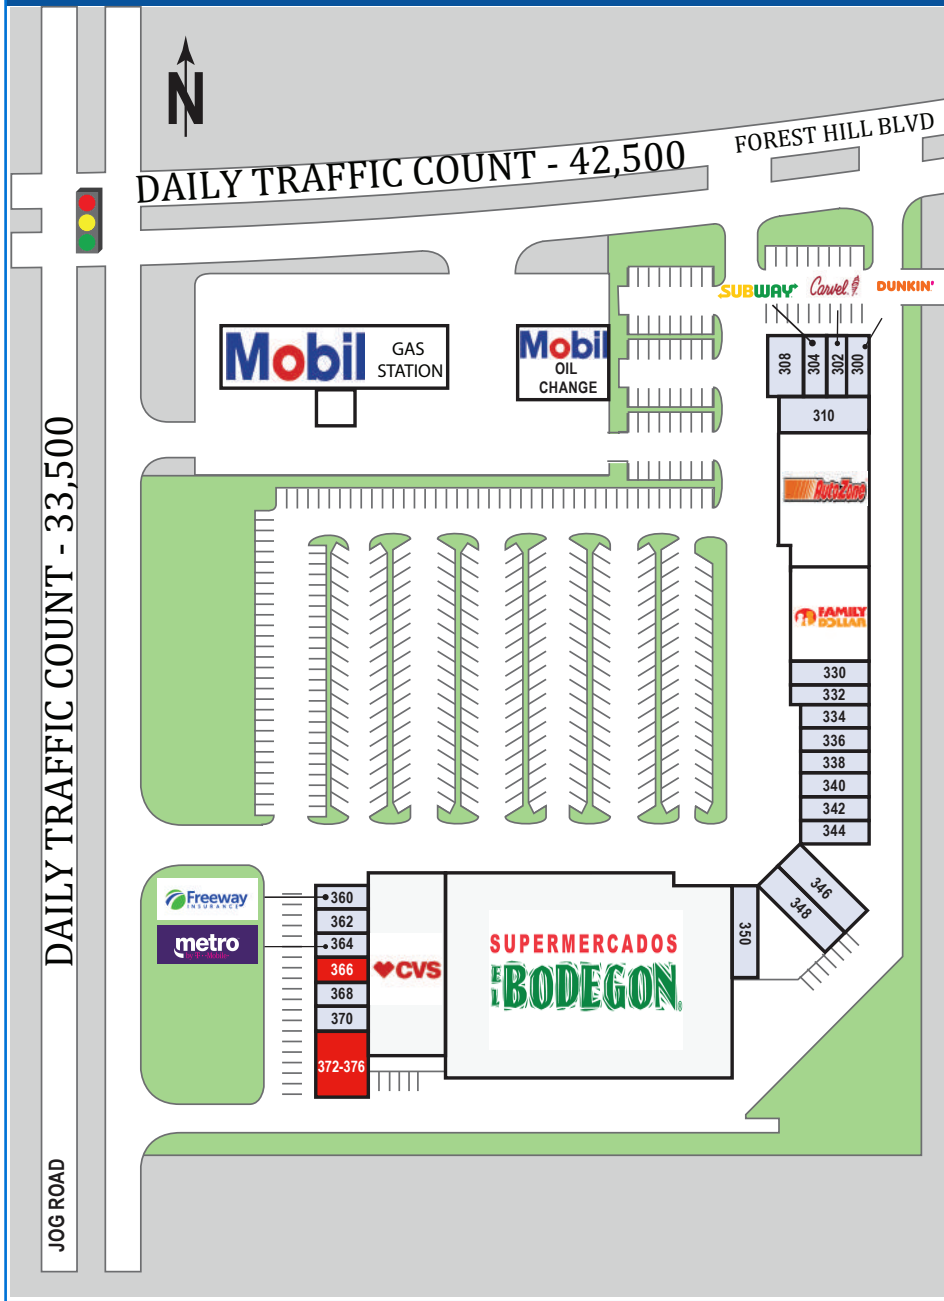 N
FOREST HILL BLVD
DAILY TRAFFIC COUNT - 42,500
SUBWAY
Carvel
DUNKIN'
Mobil
GAS
STATION
Mobil
OIL
CHANGE
308
304
302
300
310
AutoZone
FAMILY
DOLLAR
330
332
334
336
338
340
342
344
346
348
350
DAILY TRAFFIC COUNT - 33,500
Freeway
INSURANCE
metro
by T-Mobile
360
362
364
366
368
370
372-376
CVS
SUPERMERCADOS
EL BODEGON
JOG ROAD